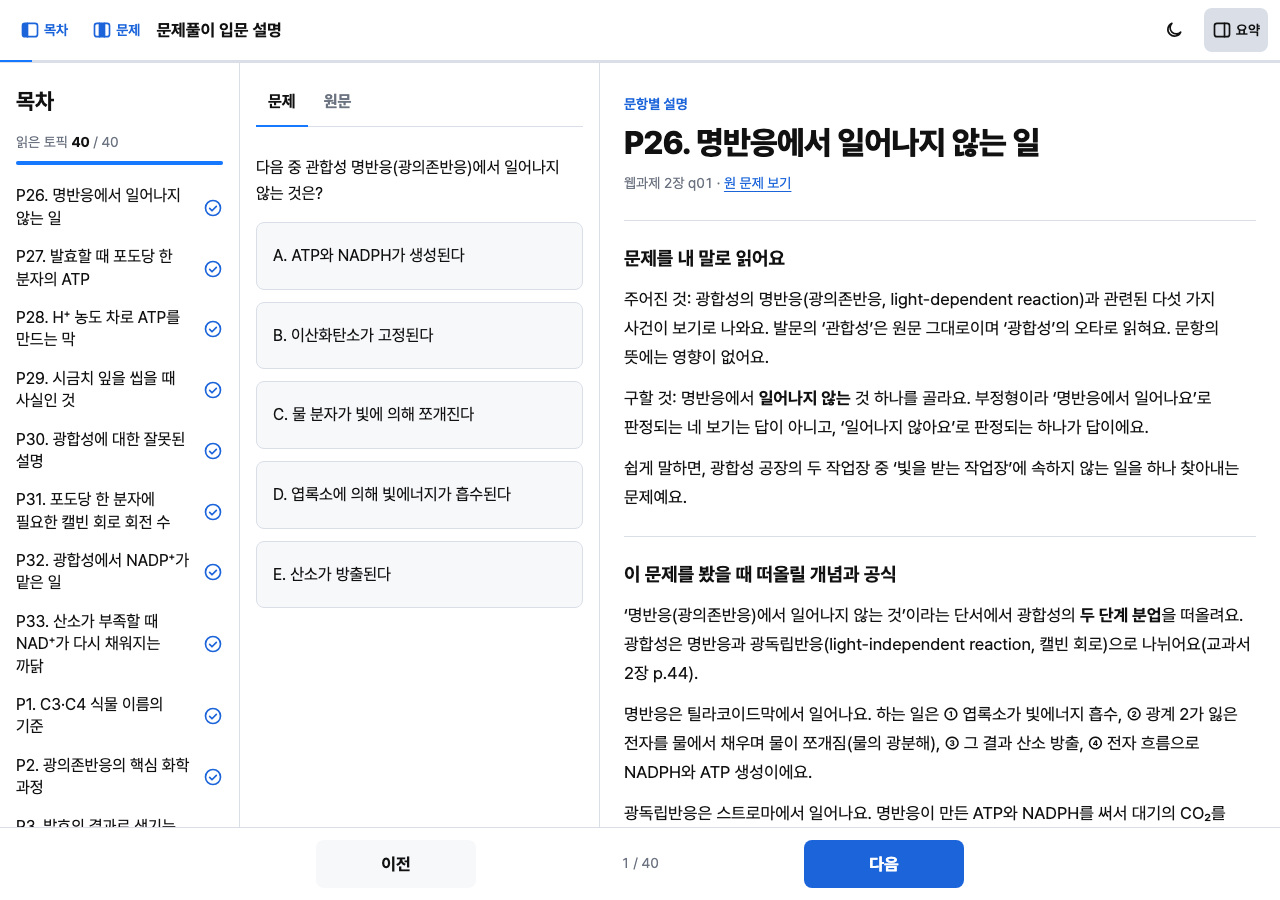 목차
문제
문제풀이 입문 설명
요약
목차
읽은 토픽 40 / 40
P26. 명반응에서 일어나지
않는 일
P27. 발효할 때 포도당 한
분자의 ATP
P28. H⁺ 농도 차로 ATP를
만드는 막
P29. 시금치 잎을 씹을 때
사실인 것
P30. 광합성에 대한 잘못된
설명
P31. 포도당 한 분자에
필요한 캘빈 회로 회전 수
P32. 광합성에서 NADP⁺가
맡은 일
P33. 산소가 부족할 때
NAD⁺가 다시 채워지는
까닭
P1. C3·C4 식물 이름의
기준
P2. 광의존반응의 핵심 화학
과정
P3. 발효의 결과로 생기는
문제
원문
다음 중 관합성 명반응(광의존반응)에서 일어나지
않는 것은?
A. ATP와 NADPH가 생성된다
B. 이산화탄소가 고정된다
C. 물 분자가 빛에 의해 쪼개진다
D. 엽록소에 의해 빛에너지가 흡수된다
E. 산소가 방출된다
문항별 설명
P26. 명반응에서 일어나지 않는 일
웹과제 2장 q01 · 원 문제 보기
문제를 내 말로 읽어요
주어진 것: 광합성의 명반응(광의존반응, light-dependent reaction)과 관련된 다섯 가지
사건이 보기로 나와요. 발문의 ‘관합성’은 원문 그대로이며 ‘광합성’의 오타로 읽혀요. 문항의
뜻에는 영향이 없어요.
구할 것: 명반응에서 일어나지 않는 것 하나를 골라요. 부정형이라 ‘명반응에서 일어나요’로
판정되는 네 보기는 답이 아니고, ‘일어나지 않아요’로 판정되는 하나가 답이에요.
쉽게 말하면, 광합성 공장의 두 작업장 중 ‘빛을 받는 작업장’에 속하지 않는 일을 하나 찾아내는
문제예요.
이 문제를 봤을 때 떠올릴 개념과 공식
‘명반응(광의존반응)에서 일어나지 않는 것’이라는 단서에서 광합성의 두 단계 분업을 떠올려요.
광합성은 명반응과 광독립반응(light-independent reaction, 캘빈 회로)으로 나뉘어요(교과서
2장 p.44).
명반응은 틸라코이드막에서 일어나요. 하는 일은 ① 엽록소가 빛에너지 흡수, ② 광계 2가 잃은
전자를 물에서 채우며 물이 쪼개짐(물의 광분해), ③ 그 결과 산소 방출, ④ 전자 흐름으로
NADPH와 ATP 생성이에요.
광독립반응은 스트로마에서 일어나요. 명반응이 만든 ATP와 NADPH를 써서 대기의 CO₂를
이전
1 / 40
다음